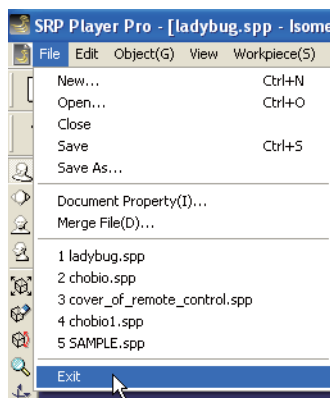 SRP Player Pro - [ladybug.spp - Isome
File Edit Object(G) View Workpiece(S)
New... Ctrl+N
Open... Ctrl+O
Close
Save Ctrl+S
Save As...
Document Property(I)...
Merge File(D)...
1 ladybug.spp
2 chobio.spp
3 cover_of_remote_control.spp
4 chobio1.spp
5 SAMPLE.spp
Exit